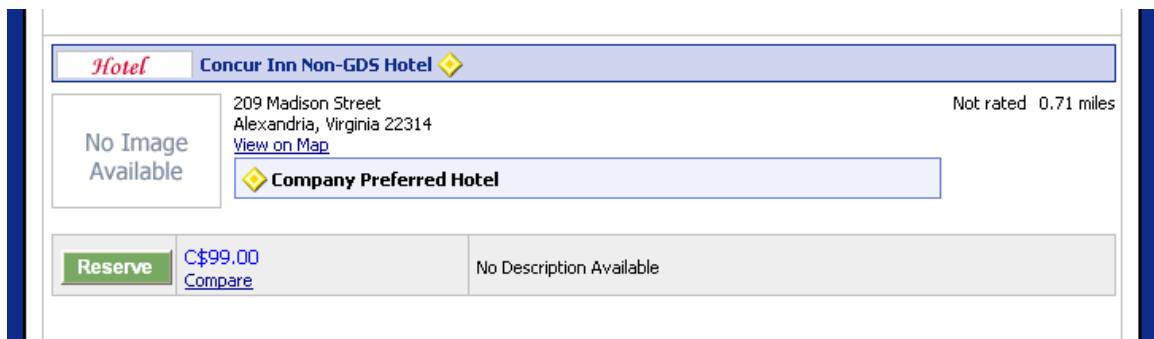 Hotel Concur Inn Non-GDS Hotel
No Image
Available
209 Madison Street
Alexandria, Virginia 22314
View on Map
Not rated 0.71 miles
Company Preferred Hotel
Reserve
C$99.00
Compare
No Description Available